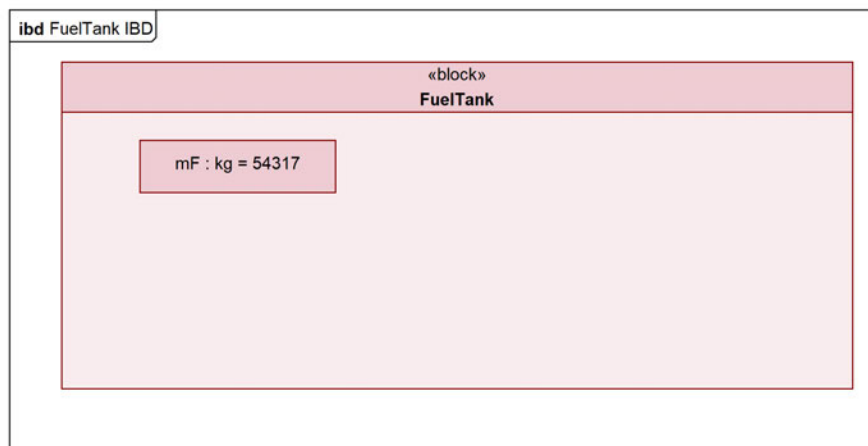 ibd FuelTank IBD
«block»
FuelTank
mF : kg = 54317